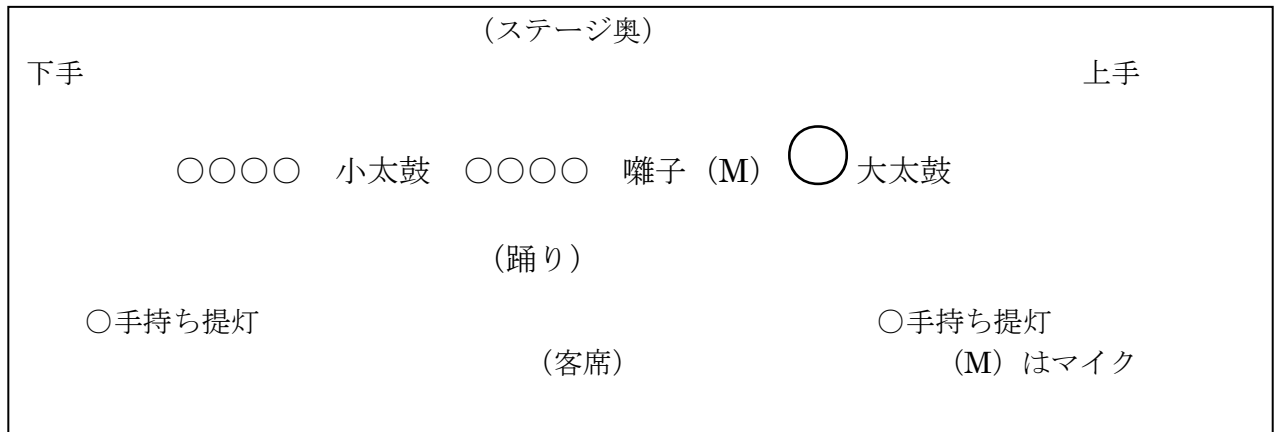 （ステージ奥）
下手 上手
○○○○ 小太鼓 ○○○○ 囃子（M） ○大太鼓
（踊り）
○手持ち提灯 ○手持ち提灯
（客席） （M）はマイク